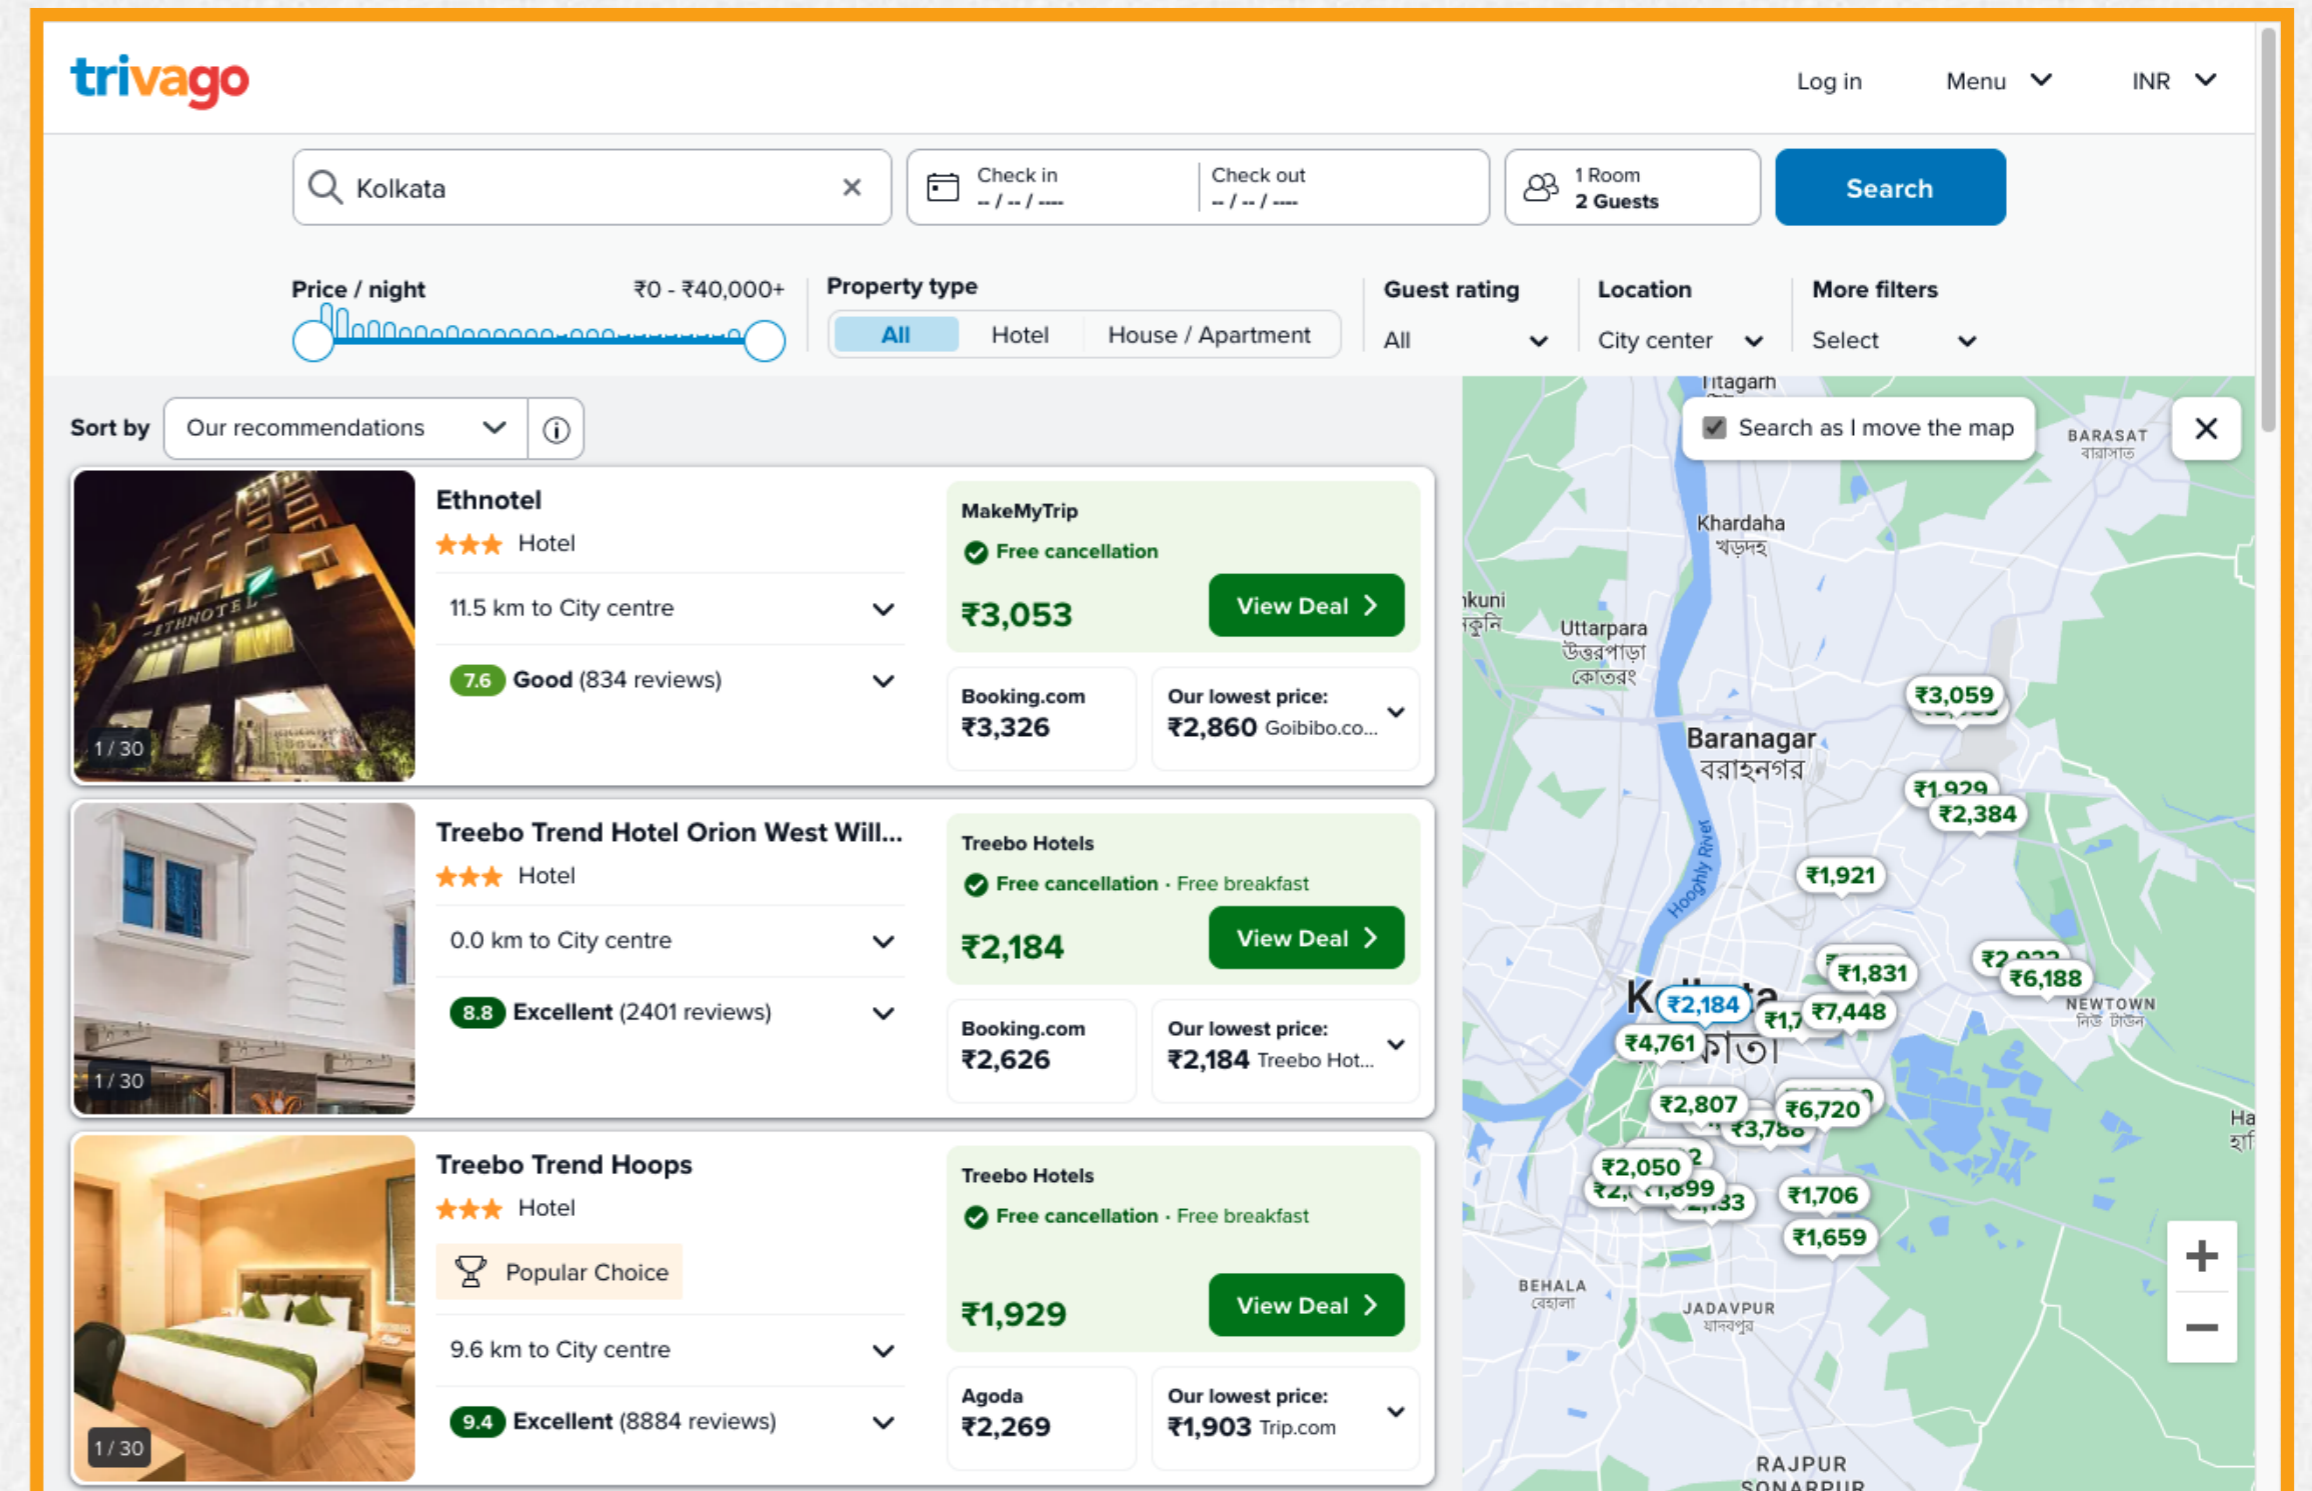 trivago
Log in
Menu
INR
Kolkata
Check in
-- / -- / ----
Check out
-- / -- / ----
1 Room
2 Guests
Search
Price / night
₹0 - ₹40,000+
Property type
All
Hotel
House / Apartment
Guest rating
All
Location
City center
More filters
Select
Sort by
Our recommendations
Ethnotel
Hotel
11.5 km to City centre
7.6 Good (834 reviews)
ETHNOTEL
1 / 30
MakeMyTrip
Free cancellation
₹3,053
View Deal
Booking.com
₹3,326
Our lowest price:
₹2,860 Goibibo.co...
Treebo Trend Hotel Orion West Will...
Hotel
0.0 km to City centre
8.8 Excellent (2401 reviews)
1 / 30
Treebo Hotels
Free cancellation · Free breakfast
₹2,184
View Deal
Booking.com
₹2,626
Our lowest price:
₹2,184 Treebo Hot...
Treebo Trend Hoops
Hotel
Popular Choice
9.6 km to City centre
9.4 Excellent (8884 reviews)
1 / 30
Treebo Hotels
Free cancellation · Free breakfast
₹1,929
View Deal
Agoda
₹2,269
Our lowest price:
₹1,903 Trip.com
Titagarh
Search as I move the map
BARASAT
বারাসাত
Khardaha
খড়দহ
Uttarpara
উত্তরপাড়া
কোতরং
₹3,059
Baranagar
বরাহনগর
₹1,929
₹2,384
Hooghly River
₹1,921
₹1,831
₹6,188
NEWTOWN
নিউ টাউন
₹2,184
₹7,448
₹4,761
₹2,807
₹6,720
₹3,788
₹2,050
₹1,899
₹1,706
₹1,659
BEHALA
বেহালা
JADAVPUR
যাদবপুর
RAJPUR
SONARPUR